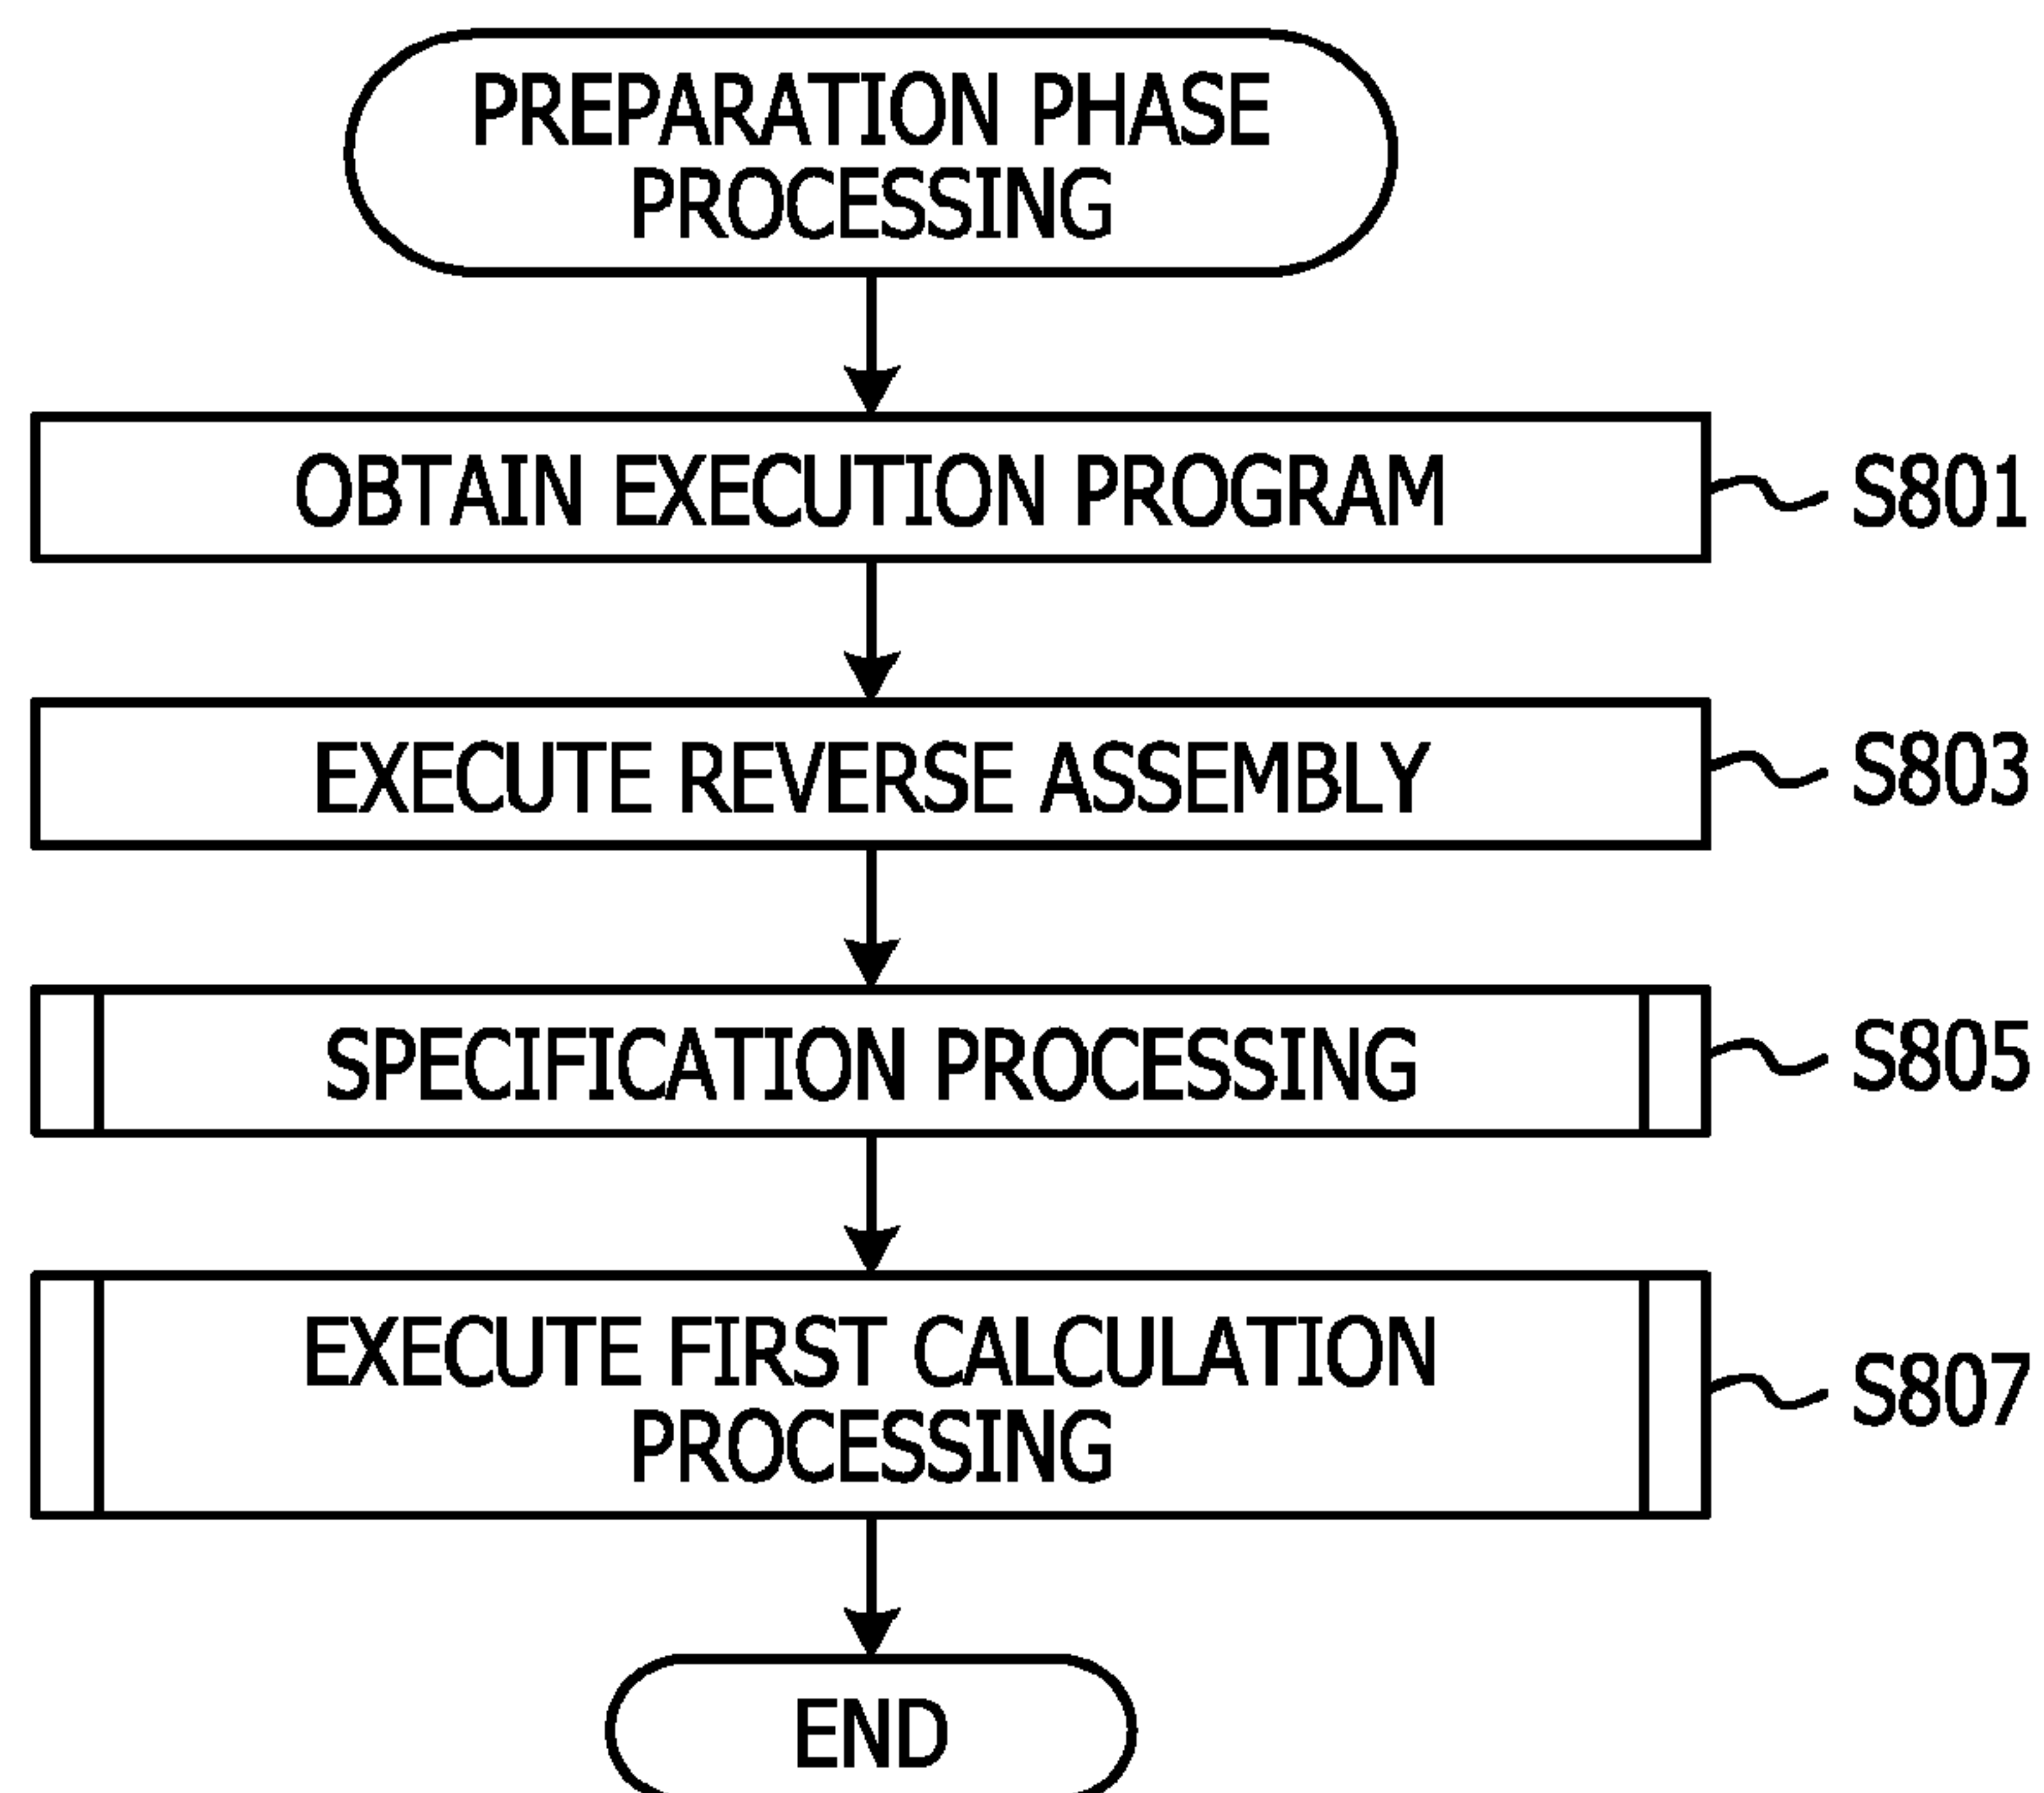 PREPARATION PHASE
PROCESSING
OBTAIN EXECUTION PROGRAM
S801
EXECUTE REVERSE ASSEMBLY
S803
SPECIFICATION PROCESSING
S805
EXECUTE FIRST CALCULATION
PROCESSING
S807
END